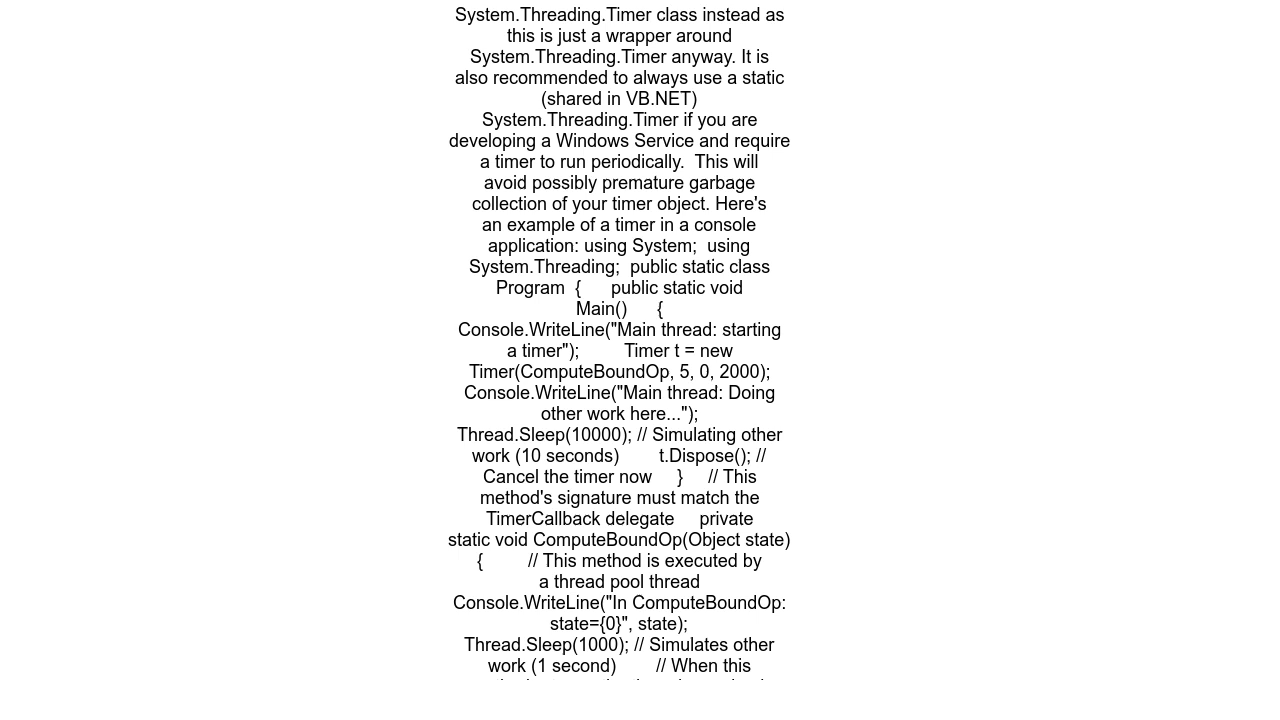 System.Threading.Timer class instead as
this is just a wrapper around
System.Threading.Timer anyway. It is
also recommended to always use a static
(shared in VB.NET)
System.Threading.Timer if you are
developing a Windows Service and require
a timer to run periodically.  This will
avoid possibly premature garbage
collection of your timer object. Here's
an example of a timer in a console
application: using System;  using
System.Threading;  public static class
Program  {      public static void
Main()      {
Console.WriteLine("Main thread: starting
a timer");         Timer t = new
Timer(ComputeBoundOp, 5, 0, 2000);
Console.WriteLine("Main thread: Doing
other work here...");
Thread.Sleep(10000); // Simulating other
work (10 seconds)        t.Dispose(); //
Cancel the timer now     }     // This
method's signature must match the
TimerCallback delegate     private
static void ComputeBoundOp(Object state)
{         // This method is executed by
a thread pool thread
Console.WriteLine("In ComputeBoundOp:
state={0}", state);
Thread.Sleep(1000); // Simulates other
work (1 second)        // When this